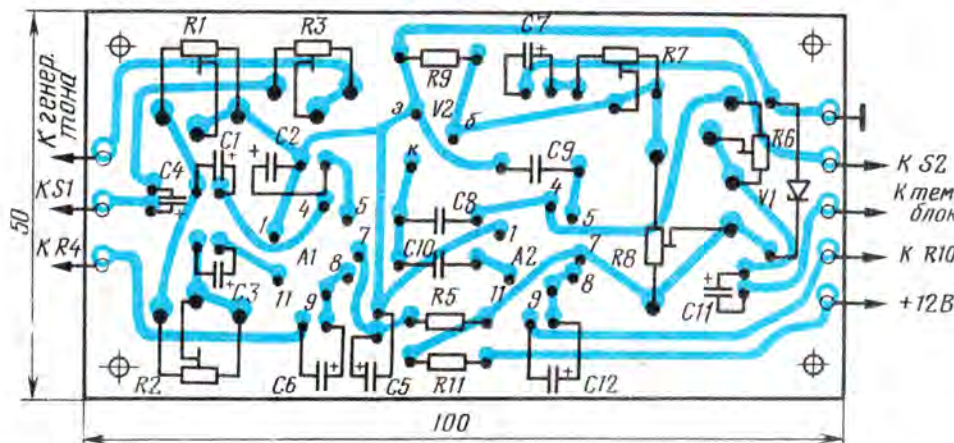 R1
R3
C7
R7
R9
К генер.
тона
э
V2
б
C1
C2
C4
к
C9
R6
К S2
К S1
4
5
C8
4
5
V1
К тем
блок
50
1
A1
7
C10
1
A2
7
R8
К R4
11
8
11
8
К R10
C3
9
R5
9
C11
+12В
R2
C6
C5
R11
C12
100